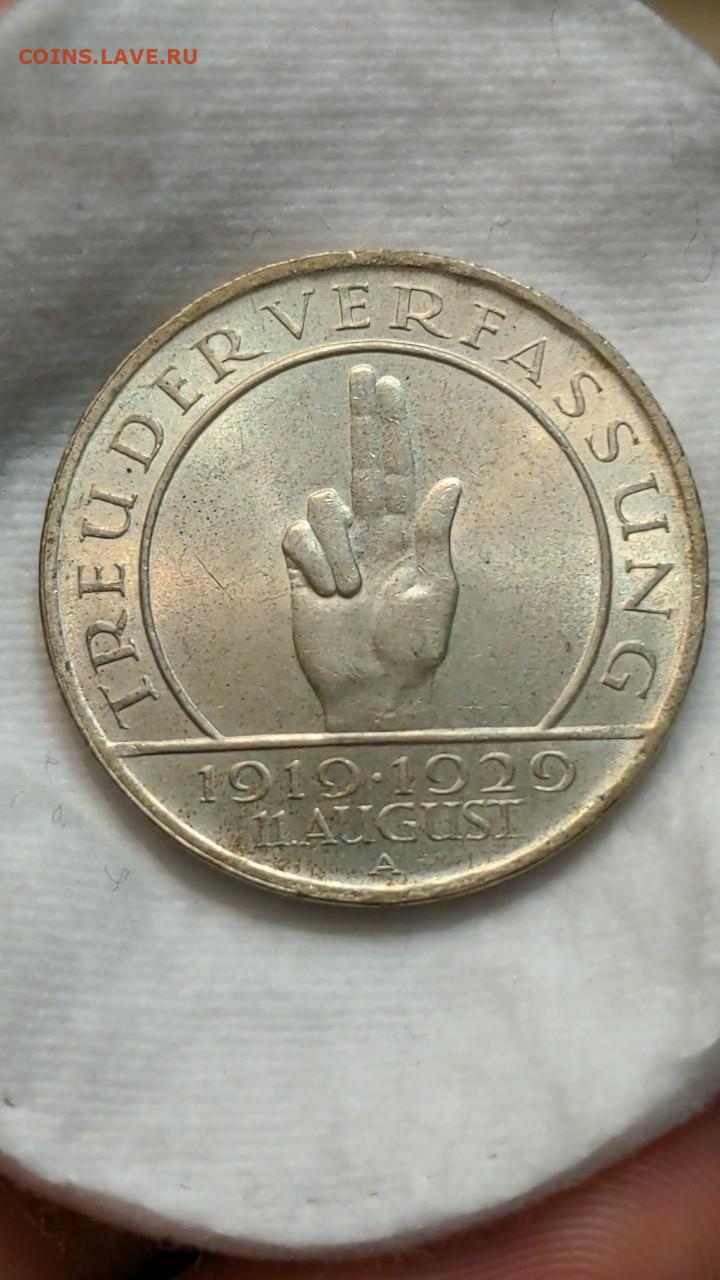 COINS.LAVE.RU
TREU DER VERFASSUNG
1919·1929
11. AUGUST
A